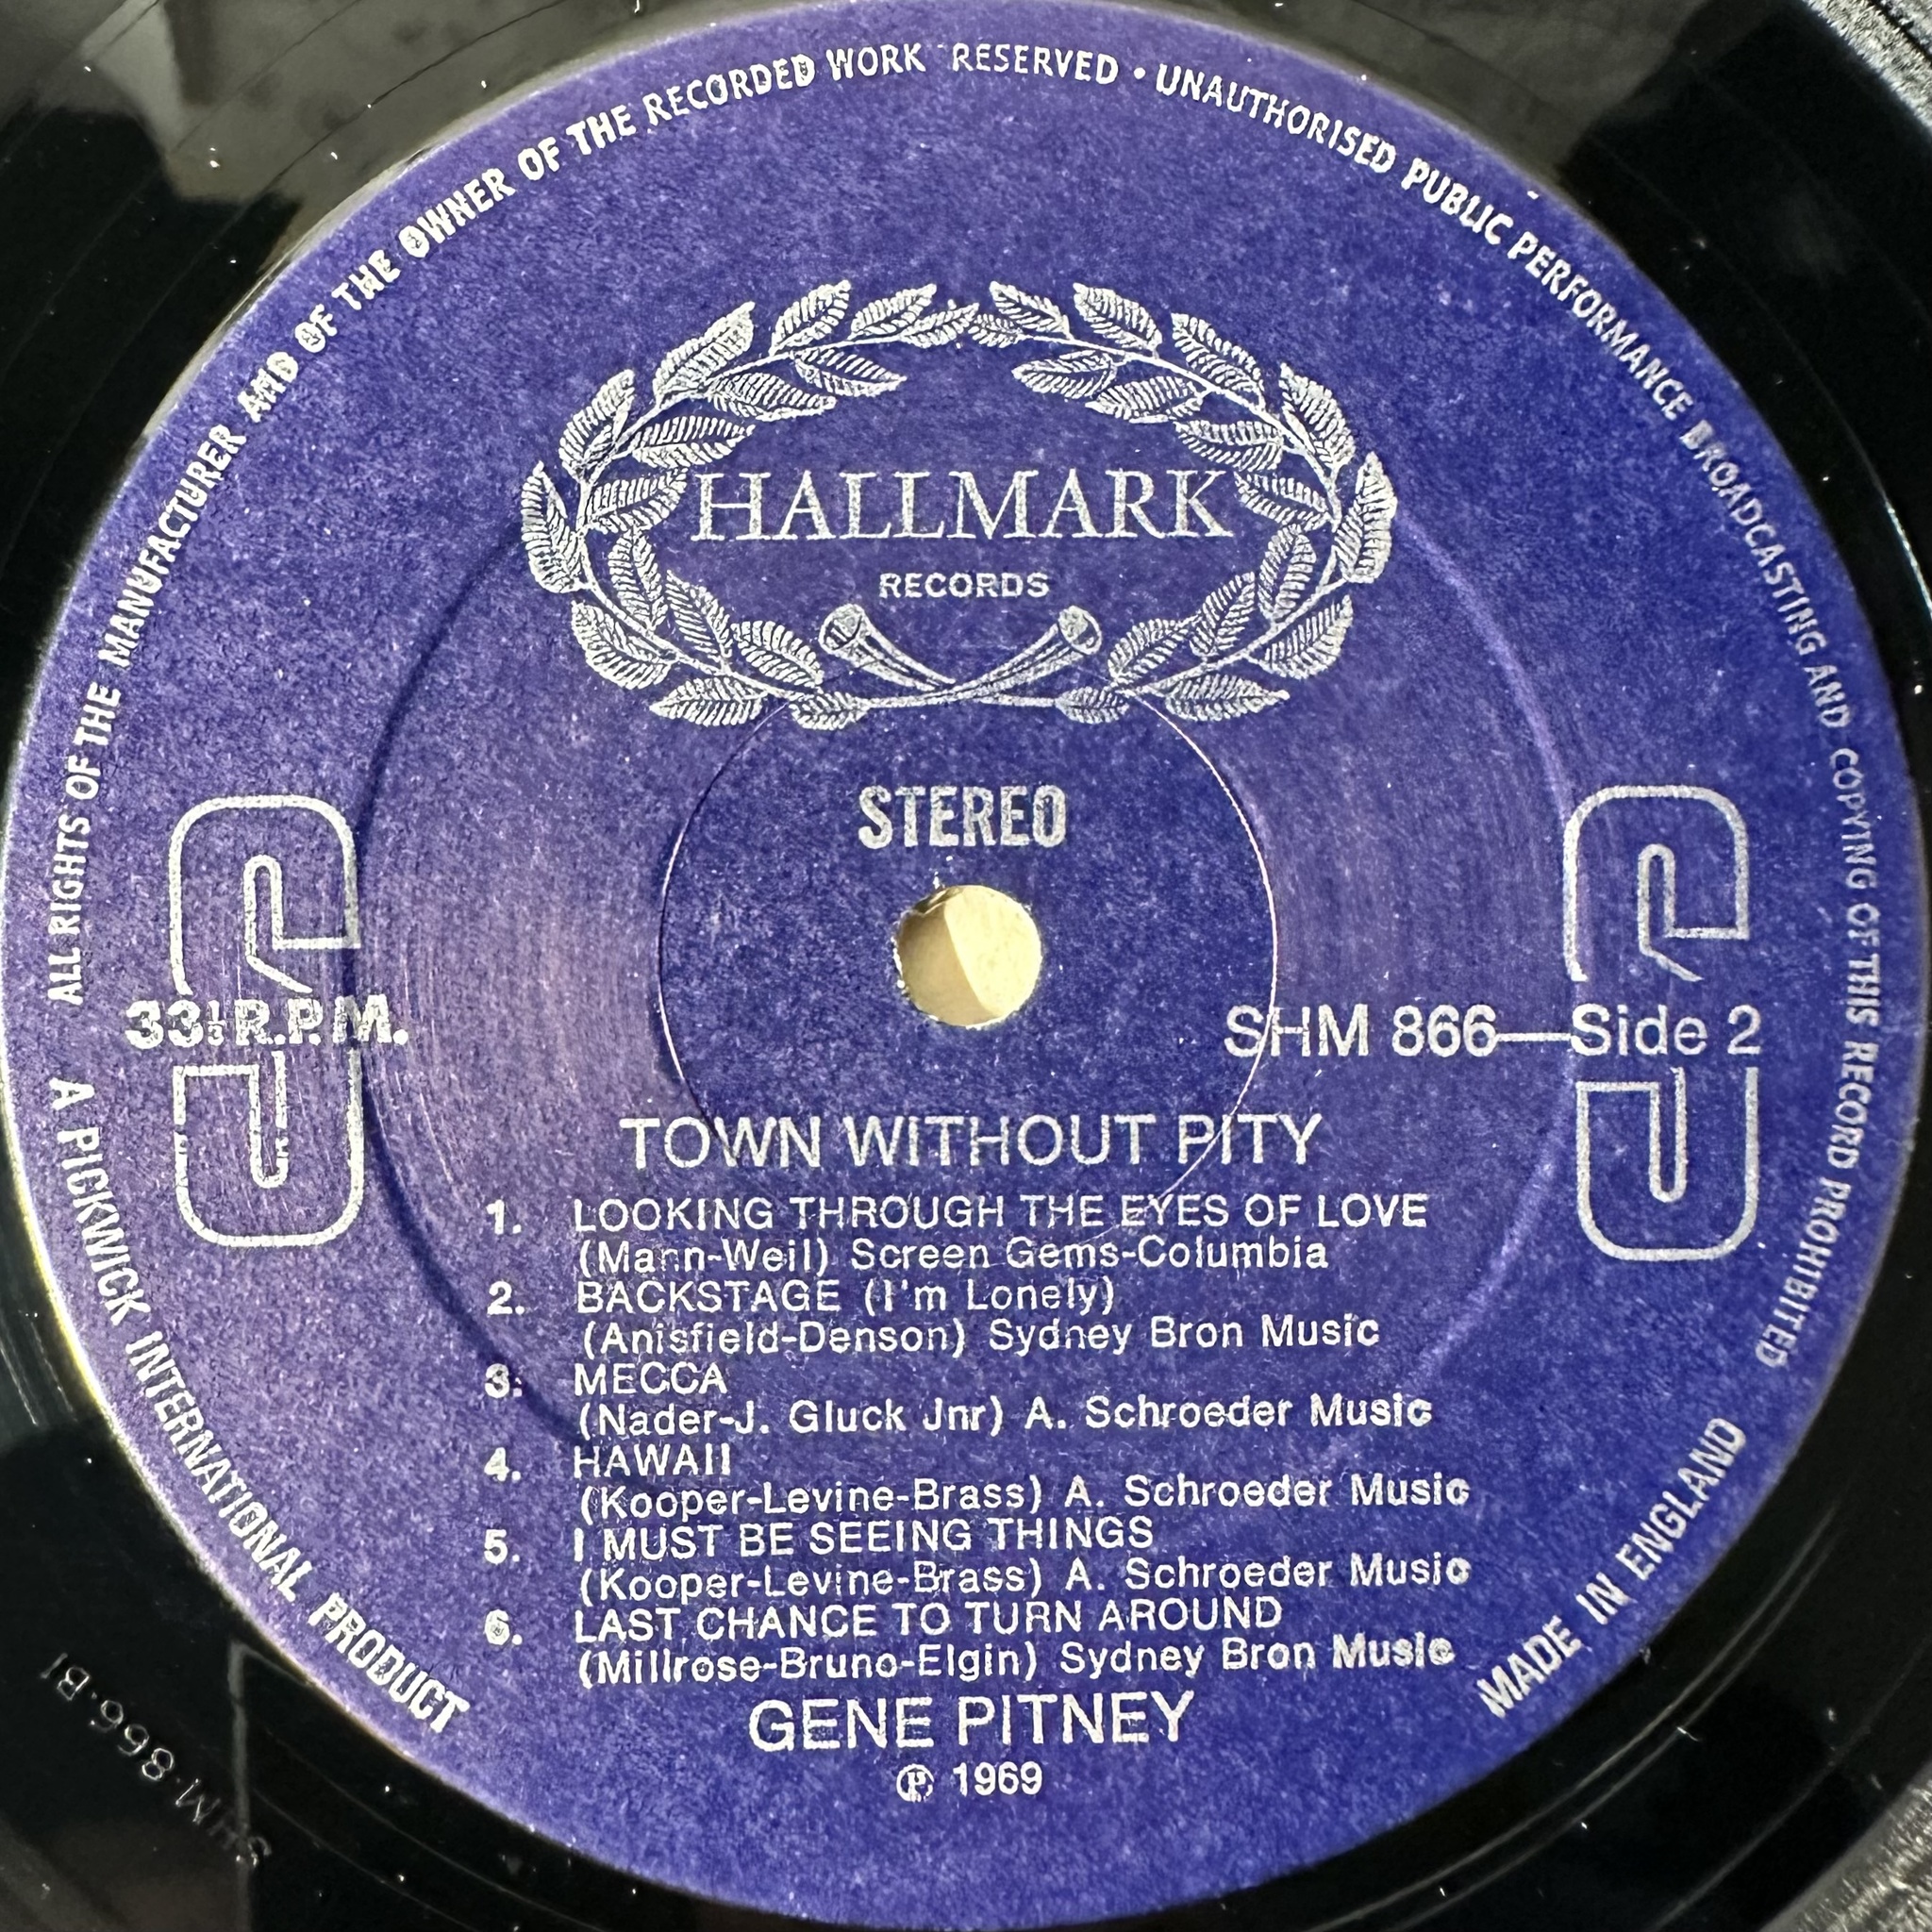 ALL RIGHTS OF THE MANUFACTURER AND OF THE OWNER OF THE RECORDED WORK RESERVED • UNAUTHORISED PUBLIC PERFORMANCE BROADCASTING AND COPYING OF THIS RECORD PROHIBITED
HALLMARK
RECORDS
STEREO
S
S
33⅓ R.P.M.
SHM 866—Side 2
TOWN WITHOUT PITY
1. LOOKING THROUGH THE EYES OF LOVE
(Mann-Weil) Screen Gems-Columbia
2. BACKSTAGE (I'm Lonely)
(Anisfield-Denson) Sydney Bron Music
3. MECCA
(Nader-J. Gluck Jnr) A. Schroeder Music
4. HAWAII
(Kooper-Levine-Brass) A. Schroeder Music
5. I MUST BE SEEING THINGS
(Kooper-Levine-Brass) A. Schroeder Music
6. LAST CHANCE TO TURN AROUND
(Millrose-Bruno-Elgin) Sydney Bron Music
GENE PITNEY
℗ 1969
A PICKWICK INTERNATIONAL PRODUCT
MADE IN ENGLAND
SHM·866·B1